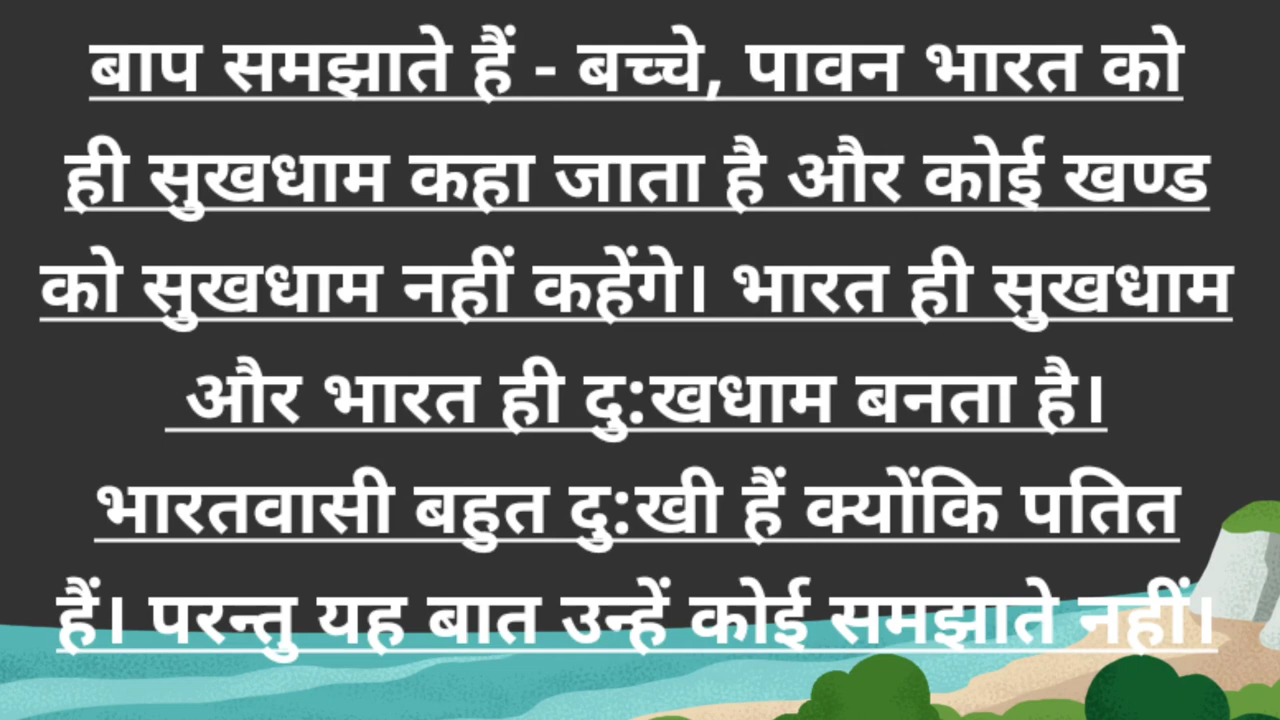 बाप समझाते हैं - बच्चे, पावन भारत को
ही सुखधाम कहा जाता है और कोई खण्ड
को सुखधाम नहीं कहेंगे। भारत ही सुखधाम
और भारत ही दु:खधाम बनता है।
भारतवासी बहुत दु:खी हैं क्योंकि पतित
हैं। परन्तु यह बात उन्हें कोई समझाते नहीं।